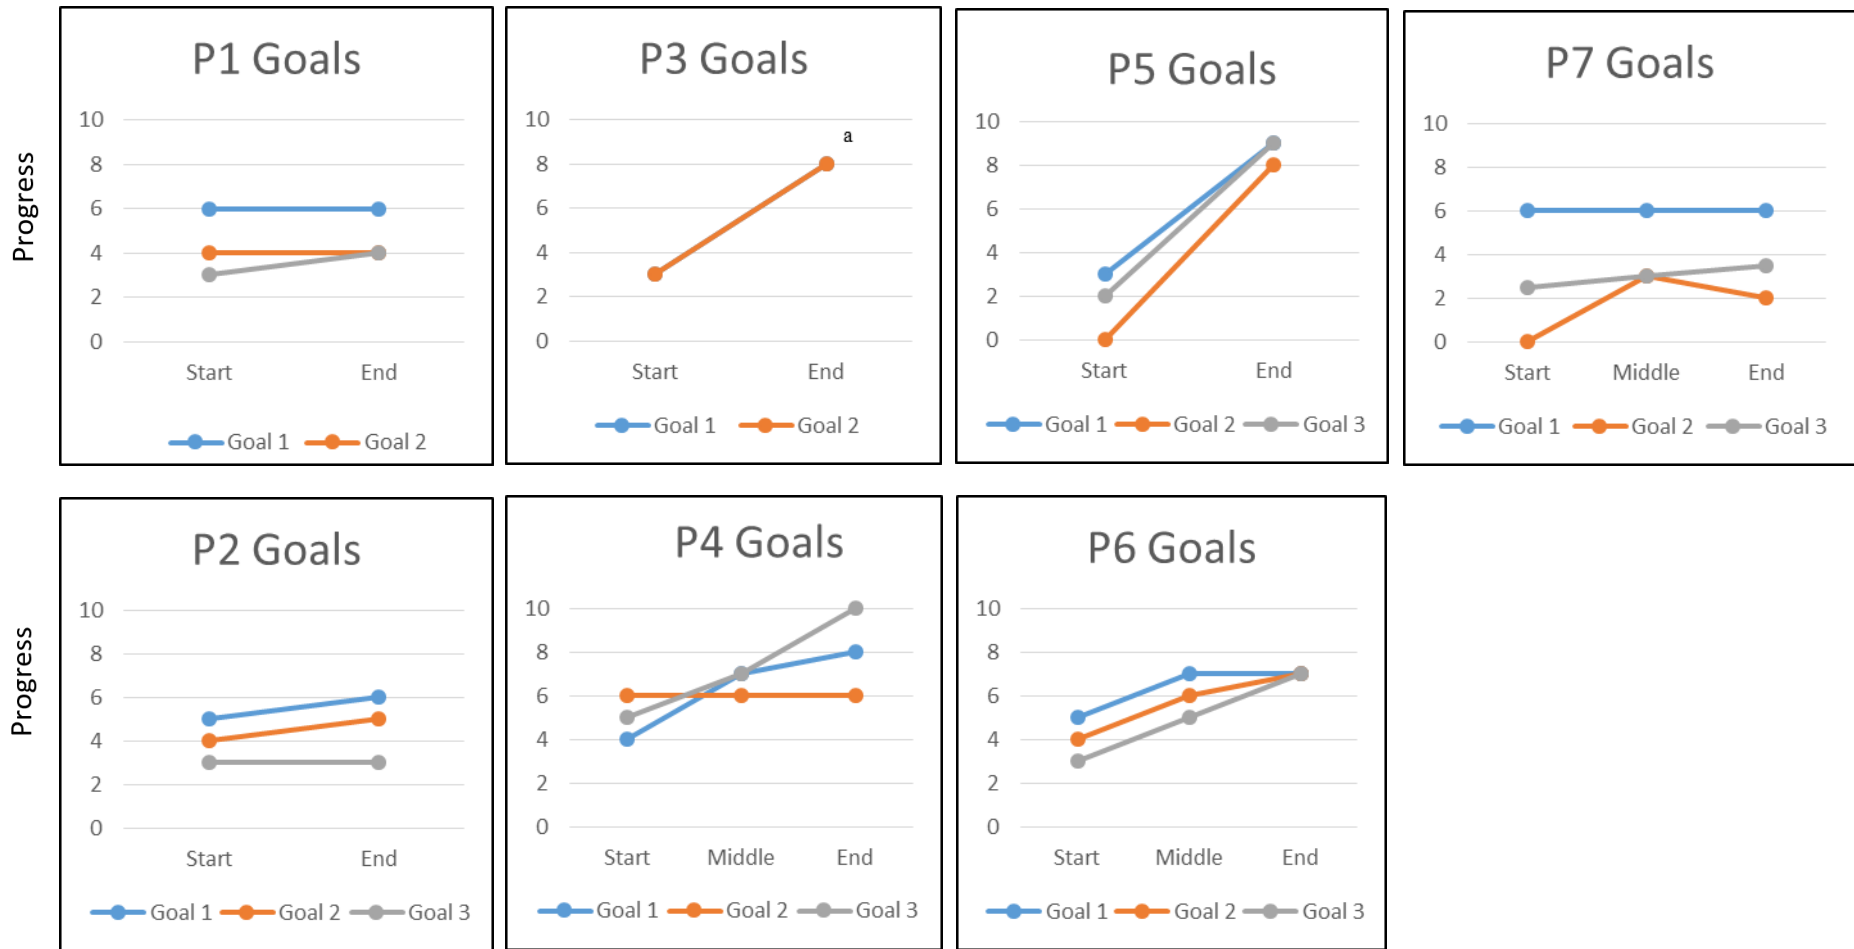 P1 Goals
Progress
10
8
6
4
2
0
Start End
Goal 1 Goal 2
P3 Goals
10
8
6
4
2
0
a
Start End
Goal 1 Goal 2
P5 Goals
10
8
6
4
2
0
Start End
Goal 1 Goal 2 Goal 3
P7 Goals
10
8
6
4
2
0
Start Middle End
Goal 1 Goal 2 Goal 3
P2 Goals
Progress
10
8
6
4
2
0
Start End
Goal 1 Goal 2 Goal 3
P4 Goals
10
8
6
4
2
0
Start Middle End
Goal 1 Goal 2 Goal 3
P6 Goals
10
8
6
4
2
0
Start Middle End
Goal 1 Goal 2 Goal 3